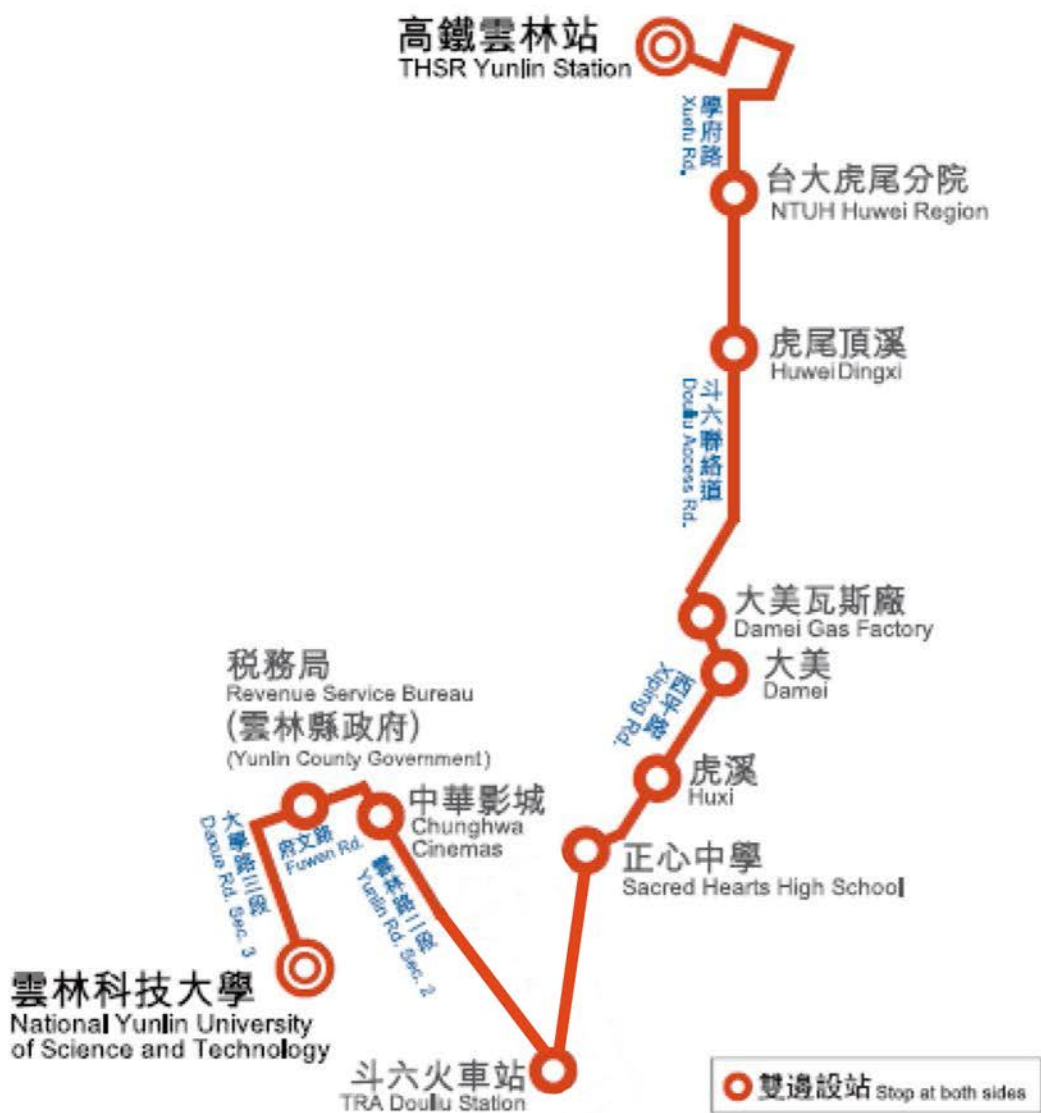 高鐵雲林站
THSR Yunlin Station
學府路
Xuefu Rd.
台大虎尾分院
NTUH Huwei Region
虎尾頂溪
HuweiDingxi
斗六聯絡道
Douliu Access Rd.
大美瓦斯廠
Damei Gas Factory
大美
Damei
西平路
Xiping Rd.
虎溪
Huxi
正心中學
Sacred Hearts High School
斗六火車站
TRA Douliu Station
雲林路二段
Yunlin Rd. Sec. 2
中華影城
Chunghwa
Cinemas
府文路
Fuwen Rd.
税務局
Revenue Service Bureau
(雲林縣政府)
(Yunlin County Government)
大學路三段
Daxue Rd. Sec. 3
雲林科技大學
National Yunlin University
of Science and Technology
雙邊設站 Stop at both sides